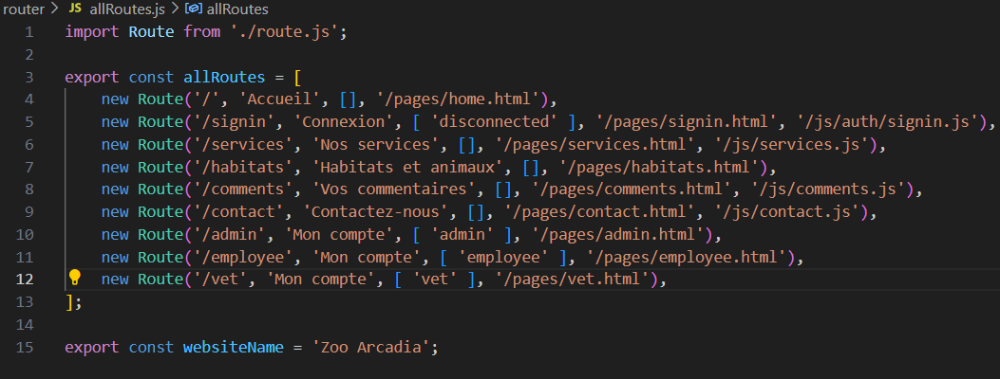 router > JS allRoutes.js > allRoutes
1 import Route from './route.js';
2
3 export const allRoutes = [
4 new Route('/', 'Accueil', [], '/pages/home.html'),
5 new Route('/signin', 'Connexion', [ 'disconnected' ], '/pages/signin.html', '/js/auth/signin.js'),
6 new Route('/services', 'Nos services', [], '/pages/services.html', '/js/services.js'),
7 new Route('/habitats', 'Habitats et animaux', [], '/pages/habitats.html'),
8 new Route('/comments', 'Vos commentaires', [], '/pages/comments.html', '/js/comments.js'),
9 new Route('/contact', 'Contactez-nous', [], '/pages/contact.html', '/js/contact.js'),
10 new Route('/admin', 'Mon compte', [ 'admin' ], '/pages/admin.html'),
11 new Route('/employee', 'Mon compte', [ 'employee' ], '/pages/employee.html'),
12 new Route('/vet', 'Mon compte', [ 'vet' ], '/pages/vet.html'),
13 ];
14
15 export const websiteName = 'Zoo Arcadia';